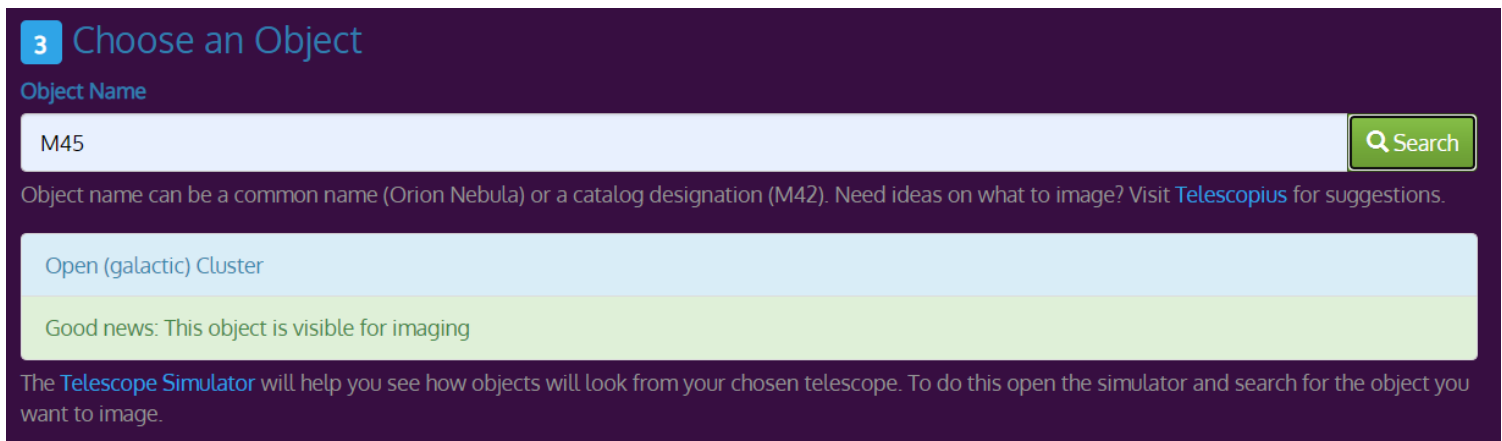 3 Choose an Object
Object Name
M45 Search
Object name can be a common name (Orion Nebula) or a catalog designation (M42). Need ideas on what to image? Visit Telescopius for suggestions.
Open (galactic) Cluster
Good news: This object is visible for imaging
The Telescope Simulator will help you see how objects will look from your chosen telescope. To do this open the simulator and search for the object you
want to image.